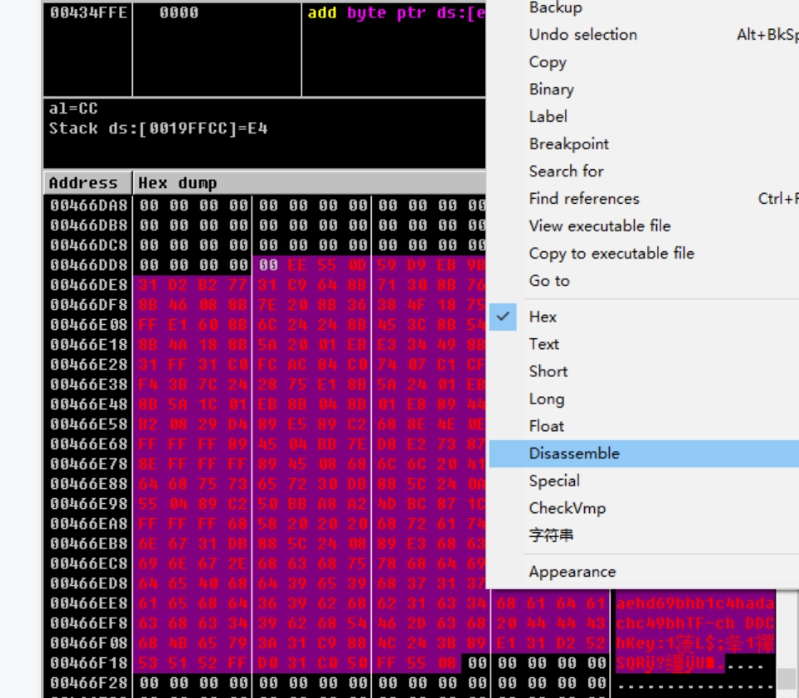 00434FFE 0000 add byte ptr ds:[e
al=CC
Stack ds:[0019FFCC]=E4
Address Hex dump
00466DA8 00 00 00 00 00 00 00 00 00 00 00 00
00466DB8 00 00 00 00 00 00 00 00 00 00 00 00
00466DC8 00 00 00 00 00 00 00 00 00 00 00 00
00466DD8 00 00 00 00 00 EE 55 0D 59 D9 EB 9B
00466DE8 31 D2 B2 77 31 C9 64 8B 71 30 8B 76
00466DF8 8B 46 08 8B 7E 20 8B 36 38 4F 18 75
00466E08 FF E1 60 8B 6C 24 24 8B 45 3C 8B 54
00466E18 8B 4A 18 8B 5A 20 01 EB E3 34 49 8B
00466E28 31 FF 31 C0 FC AC 84 C0 74 07 C1 CF
00466E38 F4 3B 7C 24 28 75 E1 8B 5A 24 01 EB
00466E48 8B 5A 1C 01 EB 8B 04 8B 01 E8 89 44
00466E58 B2 08 29 D4 89 E5 89 C2 68 8E 4E 0E
00466E68 FF FF FF 89 45 04 BB 7E D8 E2 73 87
00466E78 8E FF FF FF 89 45 08 68 6C 6C 20 41
00466E88 64 68 75 73 65 72 30 DB 88 5C 24 0A
00466E98 55 04 89 C2 50 BB A8 A2 4D BC 87 1C
00466EA8 FF FF FF 68 58 20 20 20 68 72 61 74
00466EB8 6E 67 31 DB 88 5C 24 08 89 E3 68 63
00466EC8 69 6E 67 2E 68 63 68 75 78 68 64 69
00466ED8 64 65 40 68 64 39 65 39 68 37 31 37
00466EE8 61 65 68 64 36 39 62 68 62 31 63 34 68 61 64 61 aehd69bhb1c4hada
00466EF8 63 68 63 34 39 62 68 54 46 2D 63 68 20 44 44 43 chc49bhTF-ch DDC
00466F08 68 4B 65 79 3A 31 C9 88 4C 24 3B 89 E1 31 D2 52
00466F18 53 51 52 FF D0 31 C0 50 FF 55 08 00 00 00 00 00
00466F28 00 00 00 00 00 00 00 00 00 00 00 00 00 00 00 00 ................
Backup
Undo selection Alt+BkSp
Copy
Binary
Label
Breakpoint
Search for
Find references Ctrl+F
View executable file
Copy to executable file
Go to
Hex
Text
Short
Long
Float
Disassemble
Special
CheckVmp
字符串
Appearance